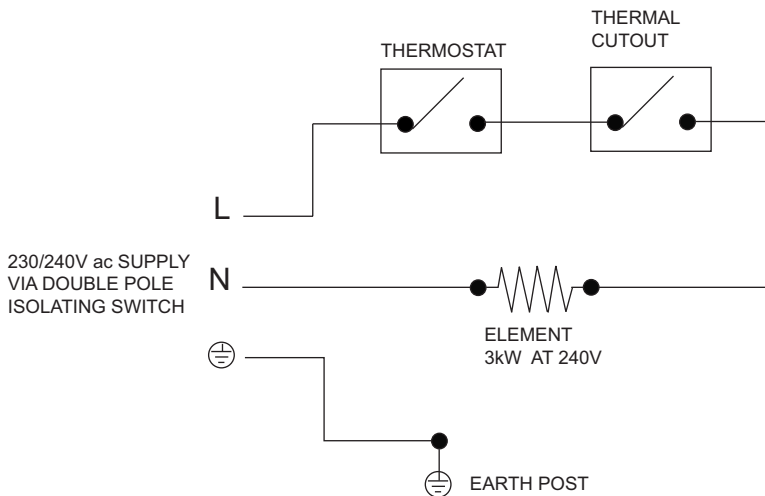 THERMOSTAT
THERMAL
CUTOUT
L
230/240V ac SUPPLY
VIA DOUBLE POLE
ISOLATING SWITCH
N
ELEMENT
3kW AT 240V
EARTH POST